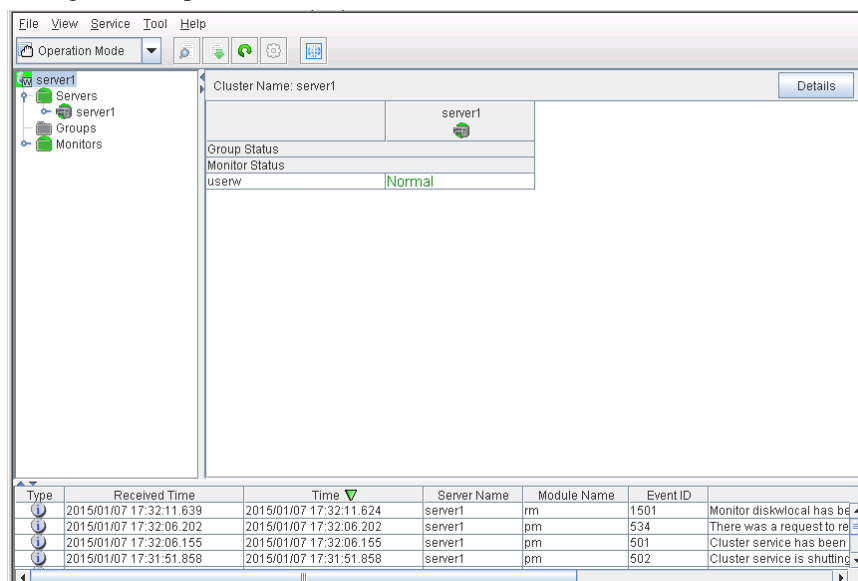 File View Service Tool Help
Operation Mode
server1
Servers
server1
Groups
Monitors
Cluster Name: server1
Details
server1
Group Status
Monitor Status
userw Normal
Type Received Time Time Server Name Module Name Event ID
2015/01/07 17:32:11.639 2015/01/07 17:32:11.624 server1 rm 1501 Monitor diskwlocal has be
2015/01/07 17:32:06.202 2015/01/07 17:32:06.202 server1 pm 534 There was a request to re
2015/01/07 17:32:06.155 2015/01/07 17:32:06.155 server1 pm 501 Cluster service has been
2015/01/07 17:31:51.858 2015/01/07 17:31:51.858 server1 pm 502 Cluster service is shutting